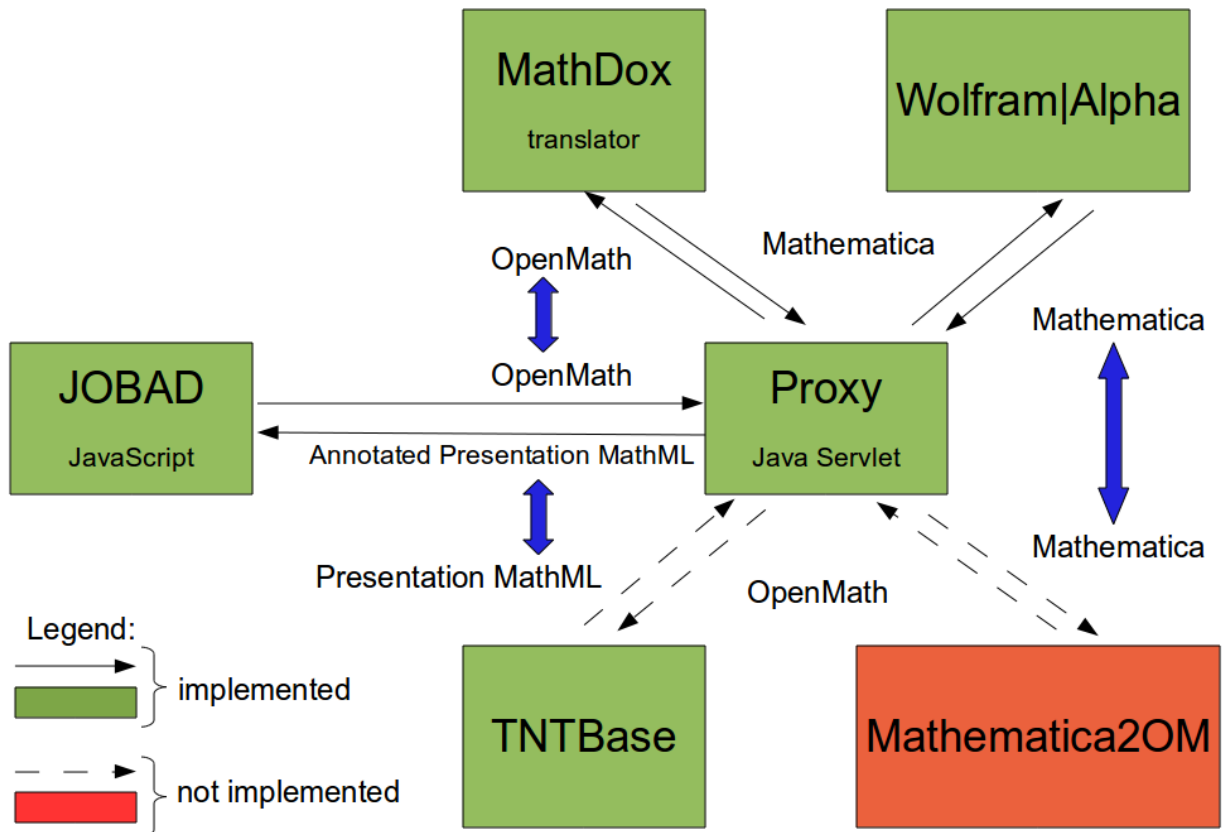 MathDox
translator
Wolfram|Alpha
Mathematica
OpenMath
Mathematica
OpenMath
JOBAD
JavaScript
Proxy
Java Servlet
Annotated Presentation MathML
Mathematica
Presentation MathML
OpenMath
Legend:
implemented
not implemented
TNTBase
Mathematica2OM